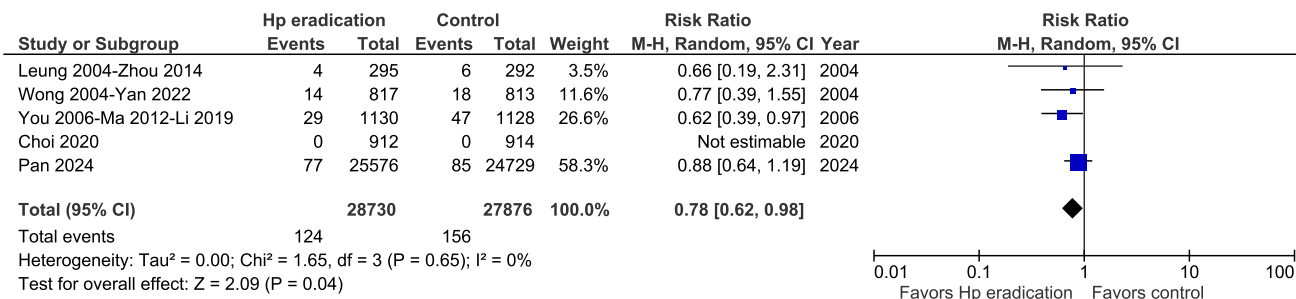 Hp eradication Control Risk Ratio Risk Ratio
Study or Subgroup Events Total Events Total Weight M-H, Random, 95% CI Year M-H, Random, 95% CI
Leung 2004-Zhou 2014 4 295 6 292 3.5% 0.66 [0.19, 2.31] 2004
Wong 2004-Yan 2022 14 817 18 813 11.6% 0.77 [0.39, 1.55] 2004
You 2006-Ma 2012-Li 2019 29 1130 47 1128 26.6% 0.62 [0.39, 0.97] 2006
Choi 2020 0 912 0 914 Not estimable 2020
Pan 2024 77 25576 85 24729 58.3% 0.88 [0.64, 1.19] 2024
Total (95% CI) 28730 27876 100.0% 0.78 [0.62, 0.98]
Total events 124 156
Heterogeneity: Tau² = 0.00; Chi² = 1.65, df = 3 (P = 0.65); I² = 0%
Test for overall effect: Z = 2.09 (P = 0.04)
0.01 0.1 1 10 100
Favors Hp eradication Favors control